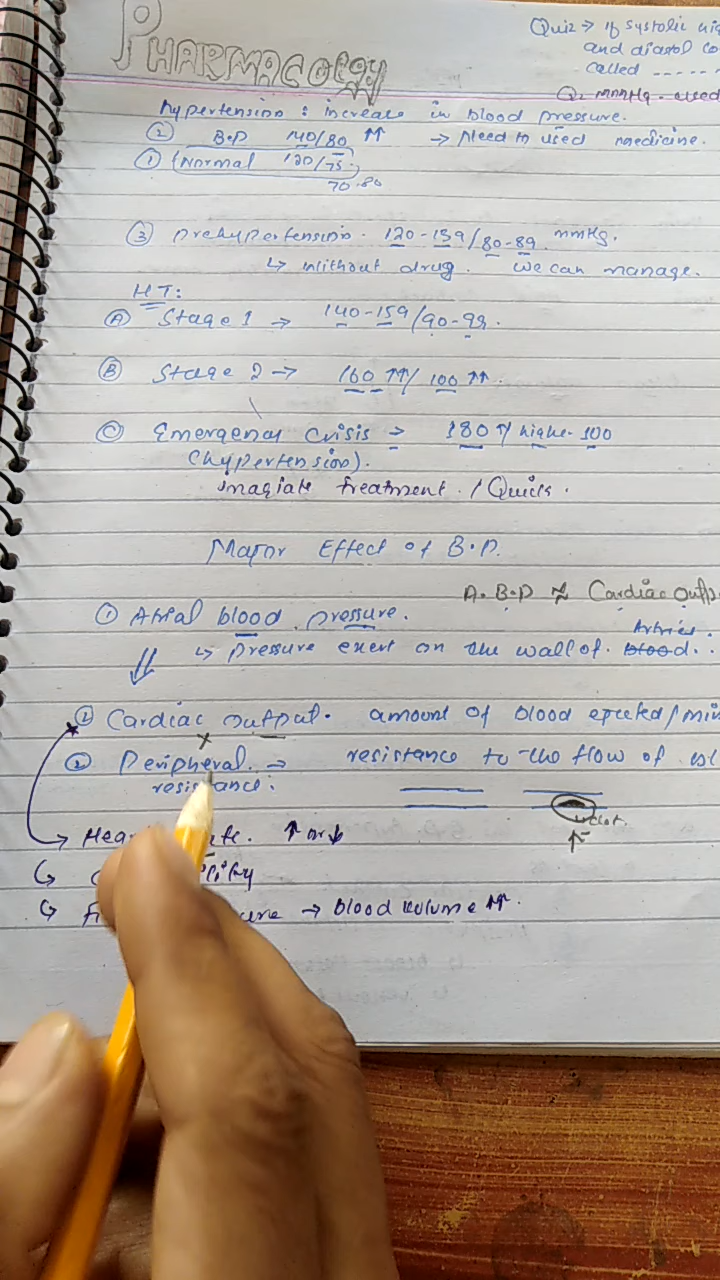 PHARMACOlogy
Quiz → If systolic
and diastol
called ......
Q2 mmHg. used
hypertension : increase in blood pressure.
② B.P 140/80 ↑↑ → Need to used medicine.
① (Normal 120/75)
70-80
③ Prehypertension. 120-139/80-89 mmHg.
↳ without drug. we can manage.
HT:
Ⓐ Stage 1 → 140-159/90-99.
Ⓑ Stage 2 → 160 ↑↑/100 ↑↑.
Ⓒ Emergency Crisis → 180 ↑/ highe- 100
(hypertension).
imagiate treatment. / Quick.
Major Effect of B.P.
A.B.P ≈ Cardiac Outp
① Atrial blood pressure.
Artries.
↳ pressure exert on the wall of. blood..
① Cardiac output. amount of blood ejected/min
② Peripheral → resistance to the flow of
resistance:
clot.
↑ or ↓
↳
↳ → blood volume ↑↑.